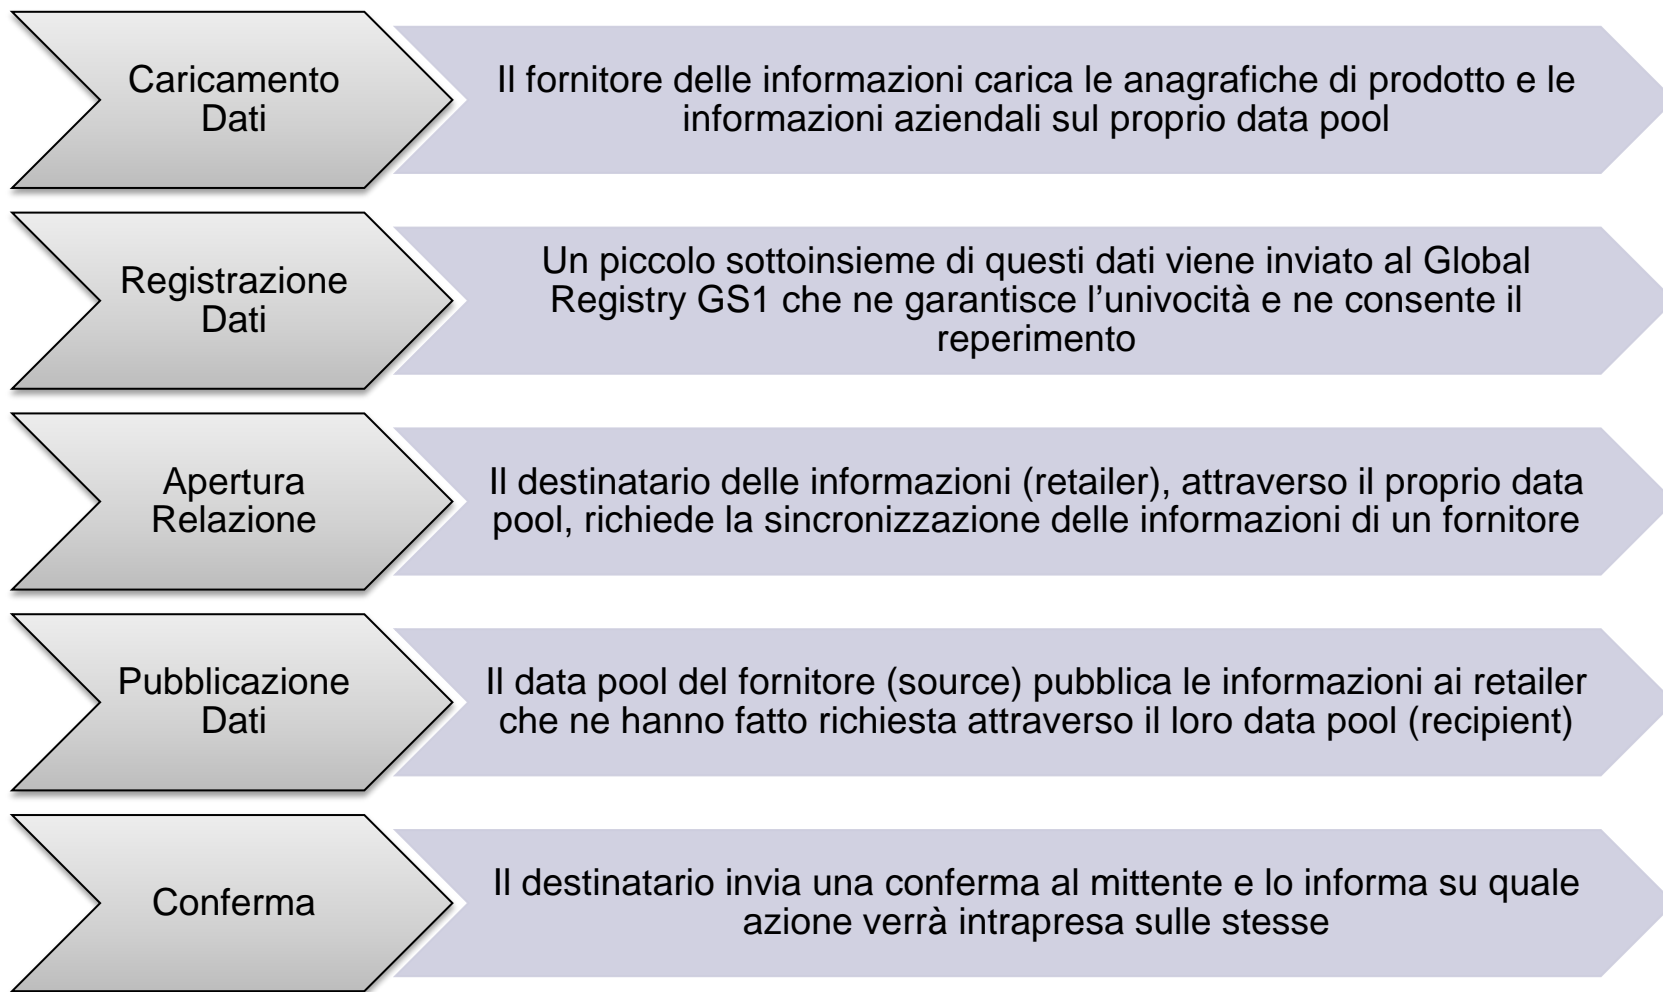 Caricamento
Dati
Il fornitore delle informazioni carica le anagrafiche di prodotto e le
informazioni aziendali sul proprio data pool
Registrazione
Dati
Un piccolo sottoinsieme di questi dati viene inviato al Global
Registry GS1 che ne garantisce l’univocità e ne consente il
reperimento
Apertura
Relazione
Il destinatario delle informazioni (retailer), attraverso il proprio data
pool, richiede la sincronizzazione delle informazioni di un fornitore
Pubblicazione
Dati
Il data pool del fornitore (source) pubblica le informazioni ai retailer
che ne hanno fatto richiesta attraverso il loro data pool (recipient)
Conferma
Il destinatario invia una conferma al mittente e lo informa su quale
azione verrà intrapresa sulle stesse